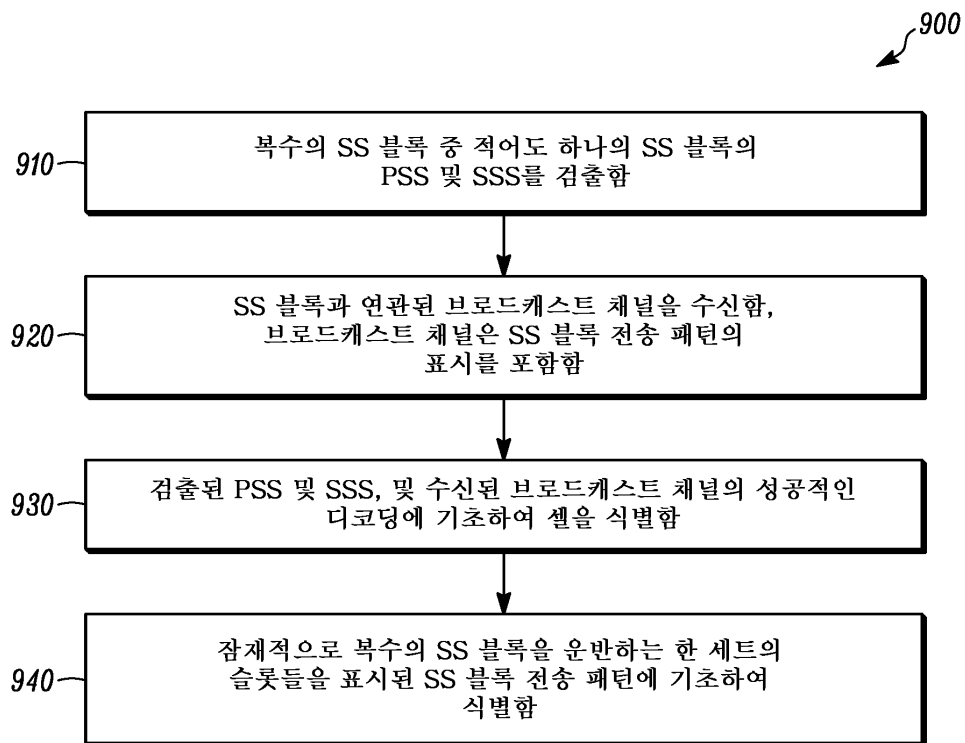 900
910
복수의 SS 블록 중 적어도 하나의 SS 블록의
PSS 및 SSS를 검출함
920
SS 블록과 연관된 브로드캐스트 채널을 수신함,
브로드캐스트 채널은 SS 블록 전송 패턴의
표시를 포함함
930
검출된 PSS 및 SSS, 및 수신된 브로드캐스트 채널의 성공적인
디코딩에 기초하여 셀을 식별함
940
잠재적으로 복수의 SS 블록을 운반하는 한 세트의
슬롯들을 표시된 SS 블록 전송 패턴에 기초하여
식별함